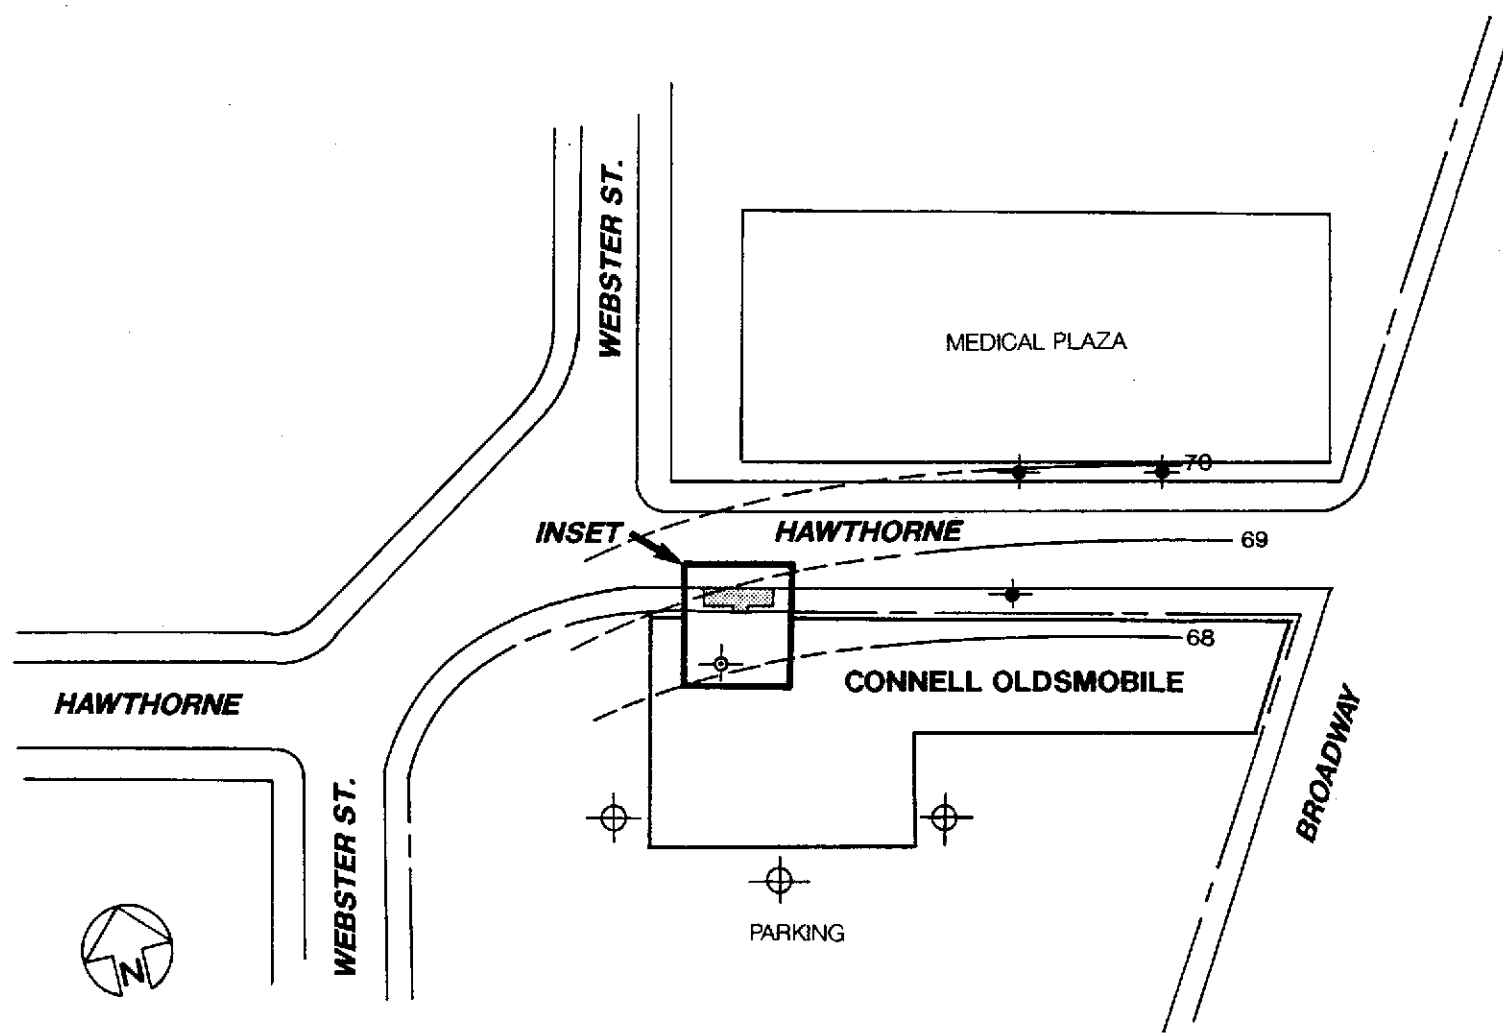 WEBSTER ST.
MEDICAL PLAZA
70
INSET
HAWTHORNE
69
68
CONNELL OLDSMOBILE
HAWTHORNE
BROADWAY
WEBSTER ST.
PARKING
N